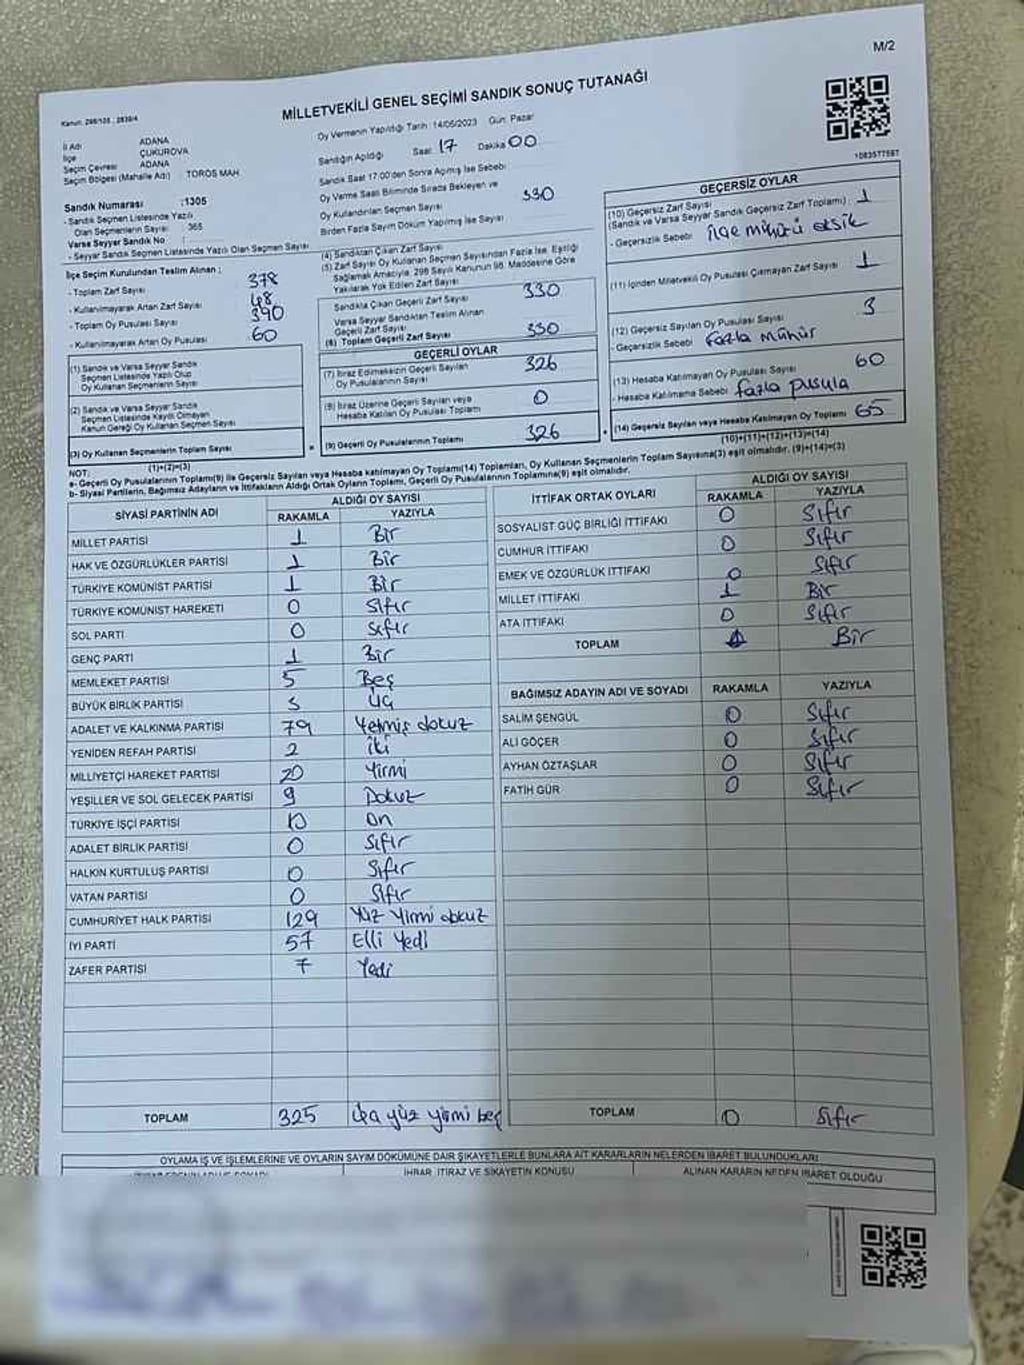 M/2
MİLLETVEKİLİ GENEL SEÇİMİ SANDIK SONUÇ TUTANAĞI
Kanun: 298/105 ; 2839/4
1083577587
İl Adı ADANA
İlçe ÇUKUROVA
Seçim Çevresi ADANA
Seçim Bölgesi (Mahalle Adı) TOROS MAH.
Sandık Numarası :1305
- Sandık Seçmen Listesinde Yazılı
Olan Seçmenlerin Sayısı : 365
Varsa Seyyar Sandık No :
- Seyyar Sandık Seçmen Listesinde Yazılı Olan Seçmen Sayısı
İlçe Seçim Kurulundan Teslim Alınan ;
- Toplam Zarf Sayısı 378
- Kullanılmayarak Artan Zarf Sayısı 48
- Toplam Oy Pusulası Sayısı 390
- Kullanılmayarak Artan Oy Pusulası 60
(1) Sandık ve Varsa Seyyar Sandık
Seçmen Listesinde Yazılı Olup
Oy Kullanan Seçmenlerin Sayısı
(2) Sandık ve Varsa Seyyar Sandık
Seçmen Listesinde Kaydı Olmayan
Kanun Gereği Oy Kullanan Seçmen Sayısı
(3) Oy Kullanan Seçmenlerin Toplam Sayısı
(1)+(2)=(3)
Oy Vermenin Yapıldığı Tarih : 14/05/2023 Gün: Pazar
Sandığın Açıldığı Saat: 17 Dakika 00
Sandık Saat 17:00'den Sonra Açılmış İse Sebebi
Oy Verme Saati Bitiminde Sırada Bekleyen ve
Oy Kullandırılan Seçmen Sayısı 330
Birden Fazla Sayım Döküm Yapılmış İse Sayısı
(4) Sandıktan Çıkan Zarf Sayısı
(5) Zarf Sayısı Oy Kullanan Seçmen Sayısından Fazla İse, Eşitliği
Sağlamak Amacıyla, 298 Sayılı Kanunun 98. Maddesine Göre
Yakılarak Yok Edilen Zarf Sayısı
Sandıkta Çıkan Geçerli Zarf Sayısı 330
Varsa Seyyar Sandıktan Teslim Alınan
Geçerli Zarf Sayısı
(6) Toplam Geçerli Zarf Sayısı 330
GEÇERLİ OYLAR
(7) İtiraz Edilmeksizin Geçerli Sayılan
Oy Pusulalarının Sayısı 326
(8) İtiraz Üzerine Geçerli Sayılan veya
Hesaba Katılan Oy Pusulası Toplamı 0
(9) Geçerli Oy Pusulalarının Toplamı 326
GEÇERSİZ OYLAR
(10) Geçersiz Zarf Sayısı
(Sandık ve Varsa Seyyar Sandık Geçersiz Zarf Toplamı) : 1
- Geçersizlik Sebebi ilçe mührü eksik
(11) İçinden Milletvekili Oy Pusulası Çıkmayan Zarf Sayısı 1
(12) Geçersiz Sayılan Oy Pusulası Sayısı 3
- Geçersizlik Sebebi fazla mühür
(13) Hesaba Katılmayan Oy Pusulası Sayısı 60
- Hesaba Katılmama Sebebi fazla pusula
(14) Geçersiz Sayılan veya Hesaba Katılmayan Oy Toplamı 65
(10)+(11)+(12)+(13)=(14)
NOT:
a- Geçerli Oy Pusulalarının Toplamı(9) ile Geçersiz Sayılan veya Hesaba katılmayan Oy Toplamı(14) Toplamları, Oy Kullanan Seçmenlerin Toplam Sayısına(3) eşit olmalıdır. (9)+(14)=(3)
b- Siyasi Partilerin, Bağımsız Adayların ve İttifakların Aldığı Ortak Oyların Toplamı, Geçerli Oy Pusulalarının Toplamına(9) eşit olmalıdır.
SİYASİ PARTİNİN ADI ALDIĞI OY SAYISI
RAKAMLA YAZIYLA
MİLLET PARTİSİ 1 Bir
HAK VE ÖZGÜRLÜKLER PARTİSİ 1 Bir
TÜRKİYE KOMÜNİST PARTİSİ 1 Bir
TÜRKİYE KOMÜNİST HAREKETİ 0 Sıfır
SOL PARTİ 0 Sıfır
GENÇ PARTİ 1 Bir
MEMLEKET PARTİSİ 5 Beş
BÜYÜK BİRLİK PARTİSİ 3 Üç
ADALET VE KALKINMA PARTİSİ 79 Yetmiş dokuz
YENİDEN REFAH PARTİSİ 2 İki
MİLLİYETÇİ HAREKET PARTİSİ 20 Yirmi
YEŞİLLER VE SOL GELECEK PARTİSİ 9 Dokuz
TÜRKİYE İŞÇİ PARTİSİ 10 On
ADALET BİRLİK PARTİSİ 0 Sıfır
HALKIN KURTULUŞ PARTİSİ 0 Sıfır
VATAN PARTİSİ 0 Sıfır
CUMHURİYET HALK PARTİSİ 129 Yüz Yirmi dokuz
İYİ PARTİ 57 Elli Yedi
ZAFER PARTİSİ 7 Yedi
TOPLAM 325 yüz yirmi beş
İTTİFAK ORTAK OYLARI ALDIĞI OY SAYISI
RAKAMLA YAZIYLA
SOSYALİST GÜÇ BİRLİĞİ İTTİFAKI 0 Sıfır
CUMHUR İTTİFAKI 0 Sıfır
EMEK VE ÖZGÜRLÜK İTTİFAKI 0 Sıfır
MİLLET İTTİFAKI 1 Bir
ATA İTTİFAKI 0 Sıfır
TOPLAM 1 Bir
BAĞIMSIZ ADAYIN ADI VE SOYADI RAKAMLA YAZIYLA
SALİM ŞENGÜL 0 Sıfır
ALİ GÖÇER 0 Sıfır
AYHAN ÖZTAŞLAR 0 Sıfır
FATİH GÜR 0 Sıfır
TOPLAM 0 Sıfır
OYLAMA İŞ VE İŞLEMLERİNE VE OYLARIN SAYIM DÖKÜMÜNE DAİR ŞİKAYETLERLE BUNLARA AİT KARARLARIN NELERDEN İBARET BULUNDUKLARI
İHBAR, İTİRAZ VE ŞİKAYETİN KONUSU ALINAN KARARIN NEDEN İBARET OLDUĞU